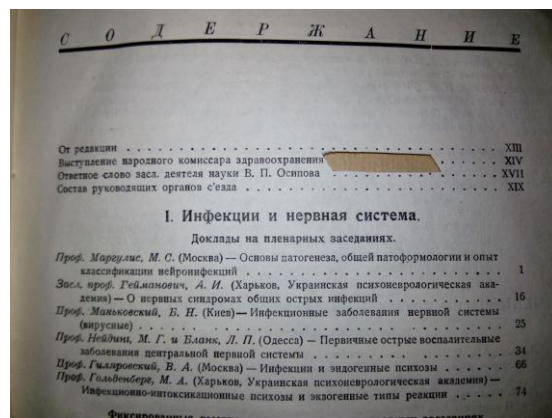 СОДЕРЖАНИЕ
От редакции . . . . . . . . . . XIII
Выступление народного комиссара здравоохранения . . . . XIV
Ответное слово засл. деятеля науки В. П. Осипова . . . . XVII
Состав руководящих органов с'езда . . . . . . . XIX
I. Инфекции и нервная система.
Доклады на пленарных заседаниях.
Проф. Маргулис, М. С. (Москва) — Основы патогенеза, общей патоформологии и опыт
классификации нейроинфекций . . . . . . . 1
Засл. проф. Гейманович, А. И. (Харьков, Украинская психоневрологическая ака-
демия) — О нервных синдромах общих острых инфекций . . . . 16
Проф. Маньковский, Б. Н. (Киев) — Инфекционные заболевания нервной системы
(вирусные) . . . . . . . . . . 25
Проф. Нейдинг, М. Г. и Бланк, Л. П. (Одесса) — Первичные острые воспалительные
заболевания центральной нервной системы . . . . . 34
Проф. Гиляровский, В. А. (Москва) — Инфекции и эндогенные психозы . . . 66
Проф. Гольденберг, М. А. (Харьков, Украинская психоневрологическая академия) —
Инфекционно-интоксикационные психозы и экзогенные типы реакции . . 74